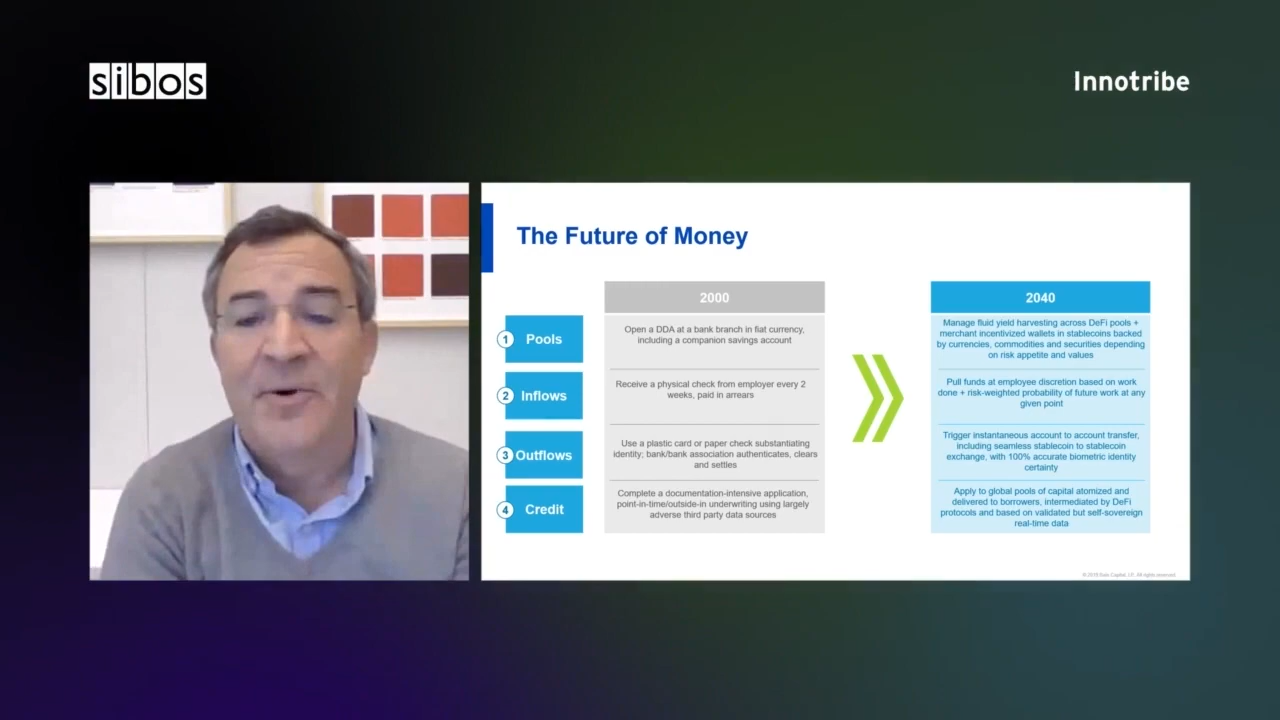 sibos
Innotribe
The Future of Money
2000
2040
1 Pools
Open a DDA at a bank branch in fiat currency,
including a companion savings account
Manage fluid yield harvesting across DeFi pools +
merchant incentivized wallets in stablecoins backed
by currencies, commodities and securities depending
on risk appetite and values
2 Inflows
Receive a physical check from employer every 2
weeks, paid in arrears
Pull funds at employee discretion based on work
done + risk-weighted probability of future work at any
given point
3 Outflows
Use a plastic card or paper check substantiating
identity; bank/bank association authenticates, clears
and settles
Trigger instantaneous account to account transfer,
including seamless stablecoin to stablecoin
exchange, with 100% accurate biometric identity
certainty
4 Credit
Complete a documentation-intensive application,
point-in-time/outside-in underwriting using largely
adverse third party data sources
Apply to global pools of capital atomized and
delivered to borrowers, intermediated by DeFi
protocols and based on validated but self-sovereign
real-time data
Capital, LP. All rights reserved.